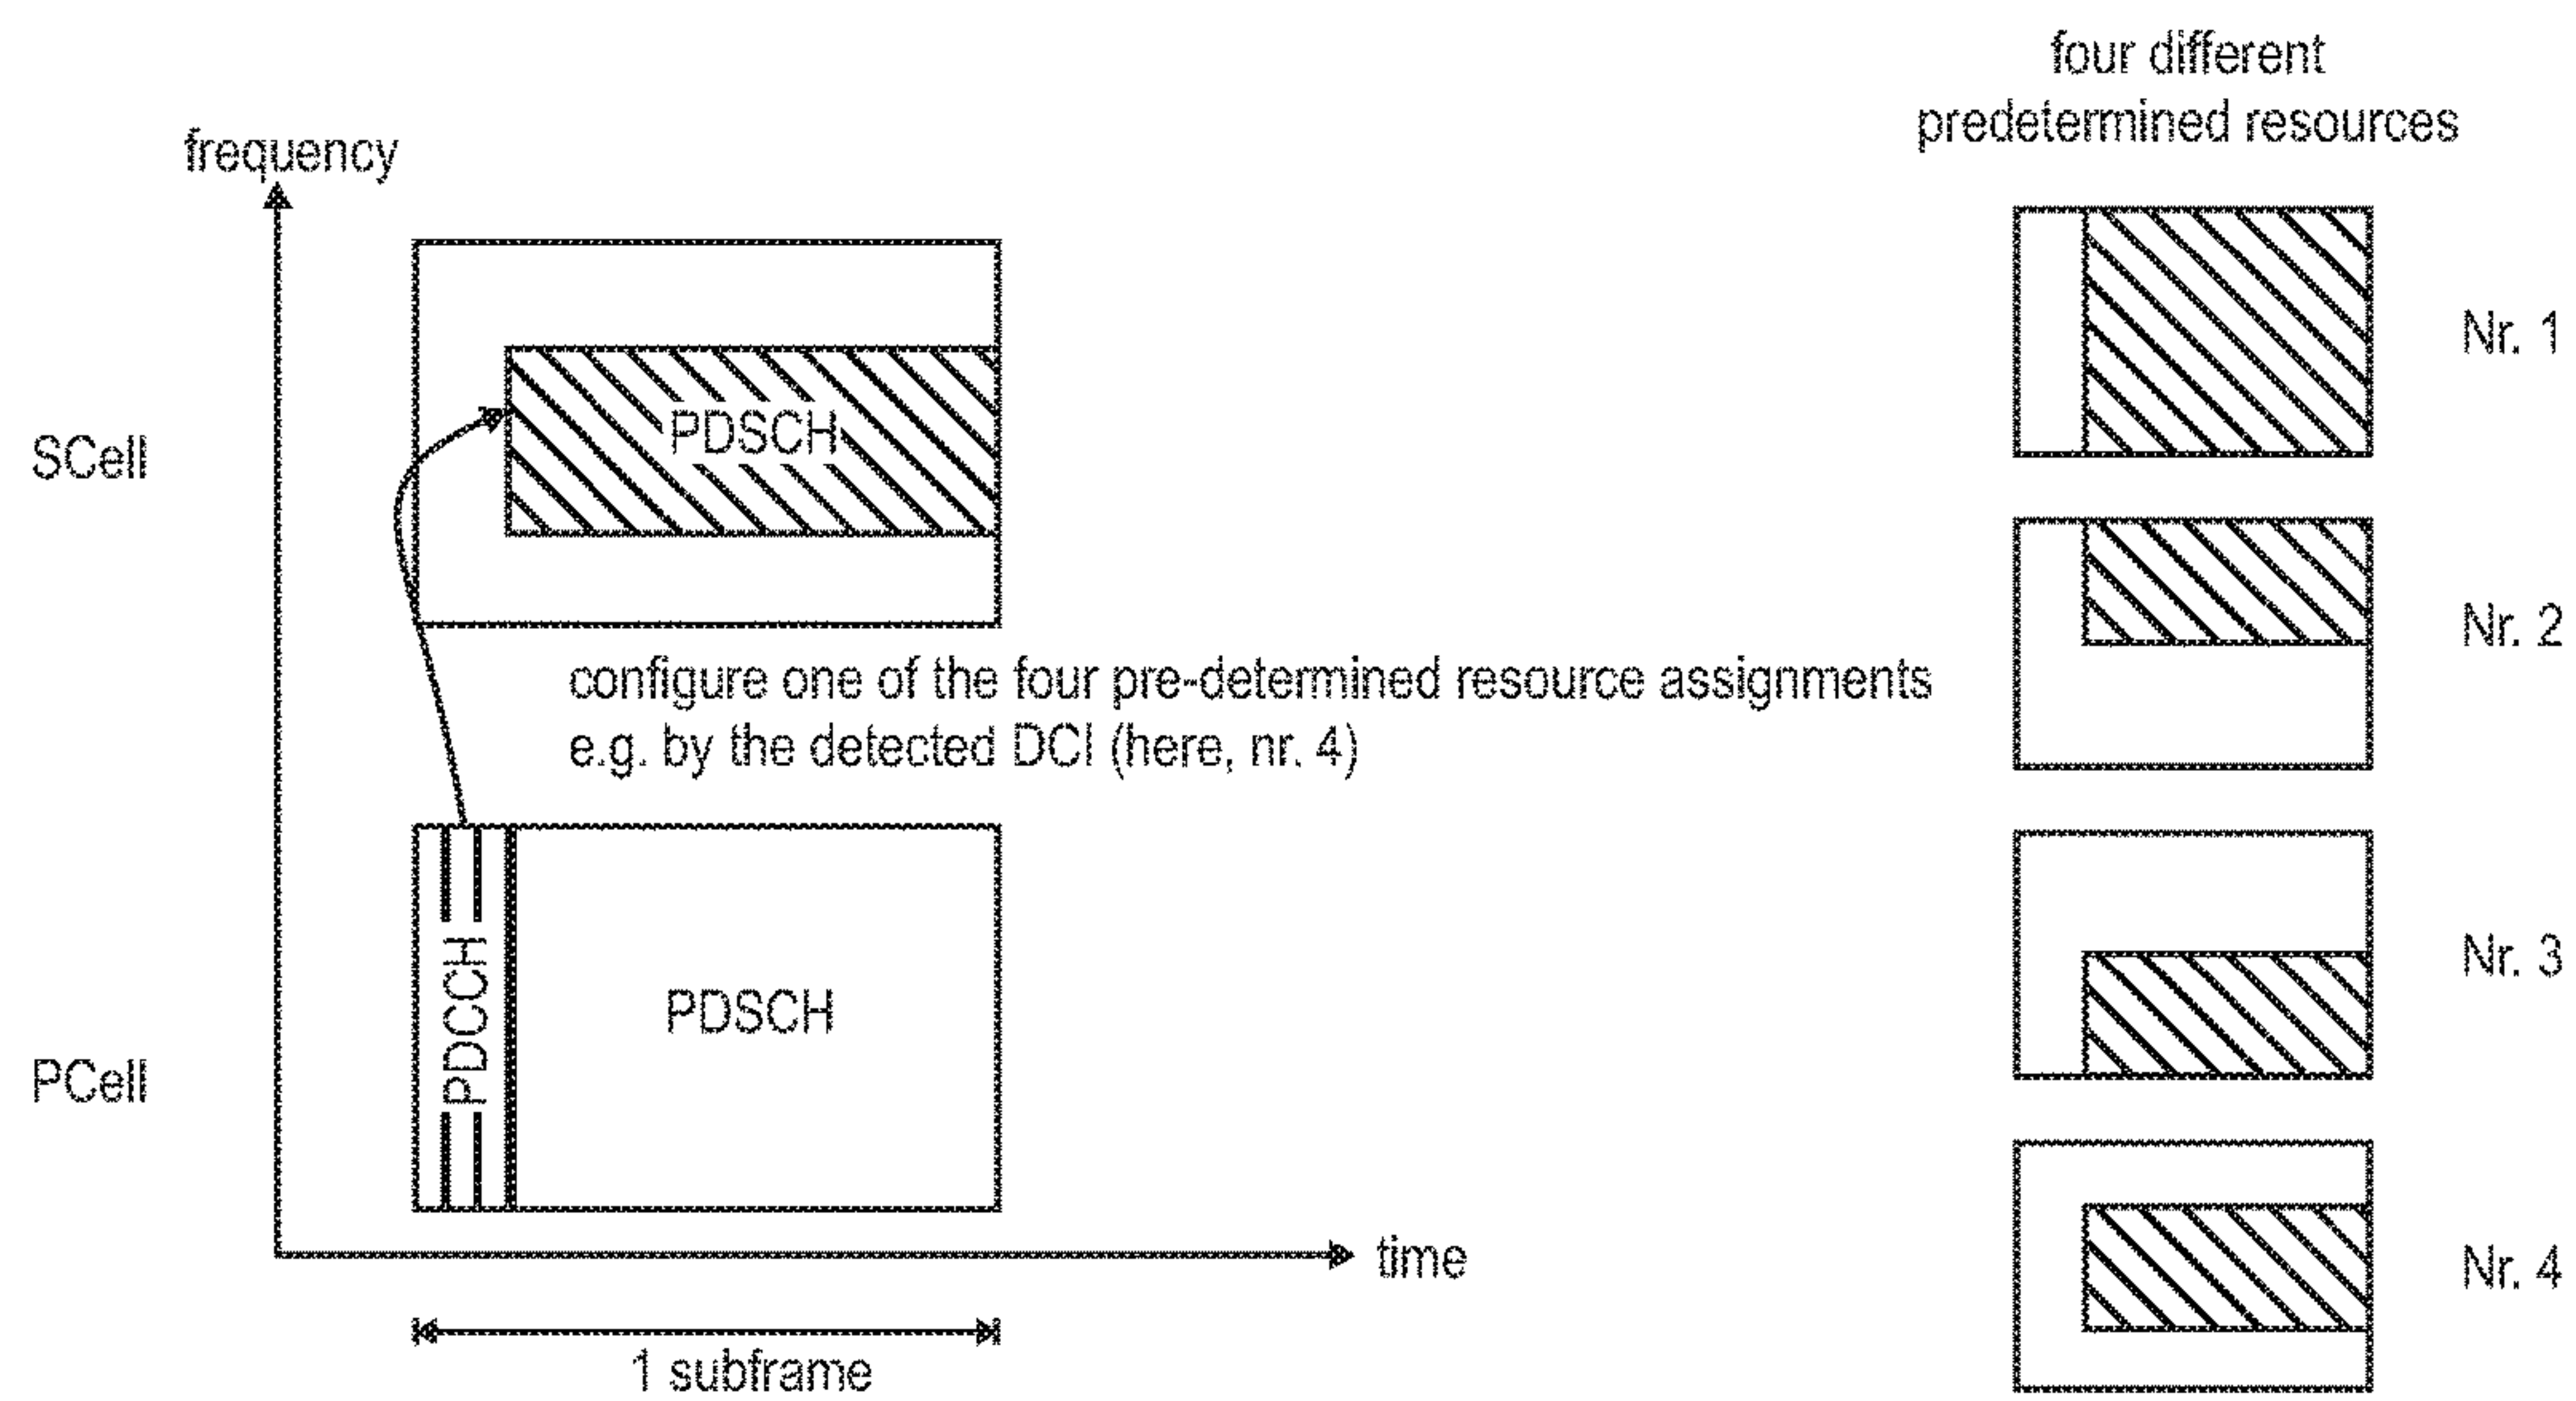 four different
predetermined resources
frequency
Nr. 1
PDSCH
SCell
Nr. 2
configure one of the four pre-determined resource assignments
e.g. by the detected DCI (here, nr. 4)
Nr. 3
PDCCH
PDSCH
PCell
time
Nr. 4
1 subframe